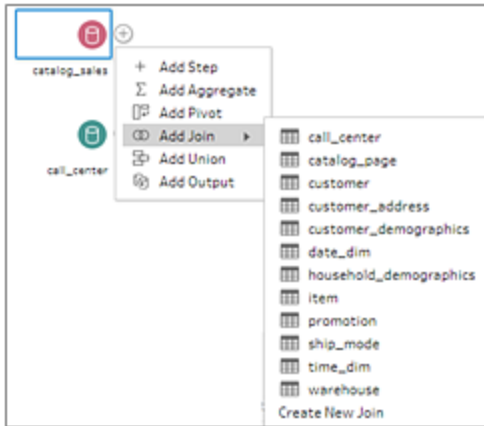 catalog_sales
call_center
Add Step
Add Aggregate
Add Pivot
Add Join
Add Union
Add Output
call_center
catalog_page
customer
customer_address
customer_demographics
date_dim
household_demographics
item
promotion
ship_mode
time_dim
warehouse
Create New Join